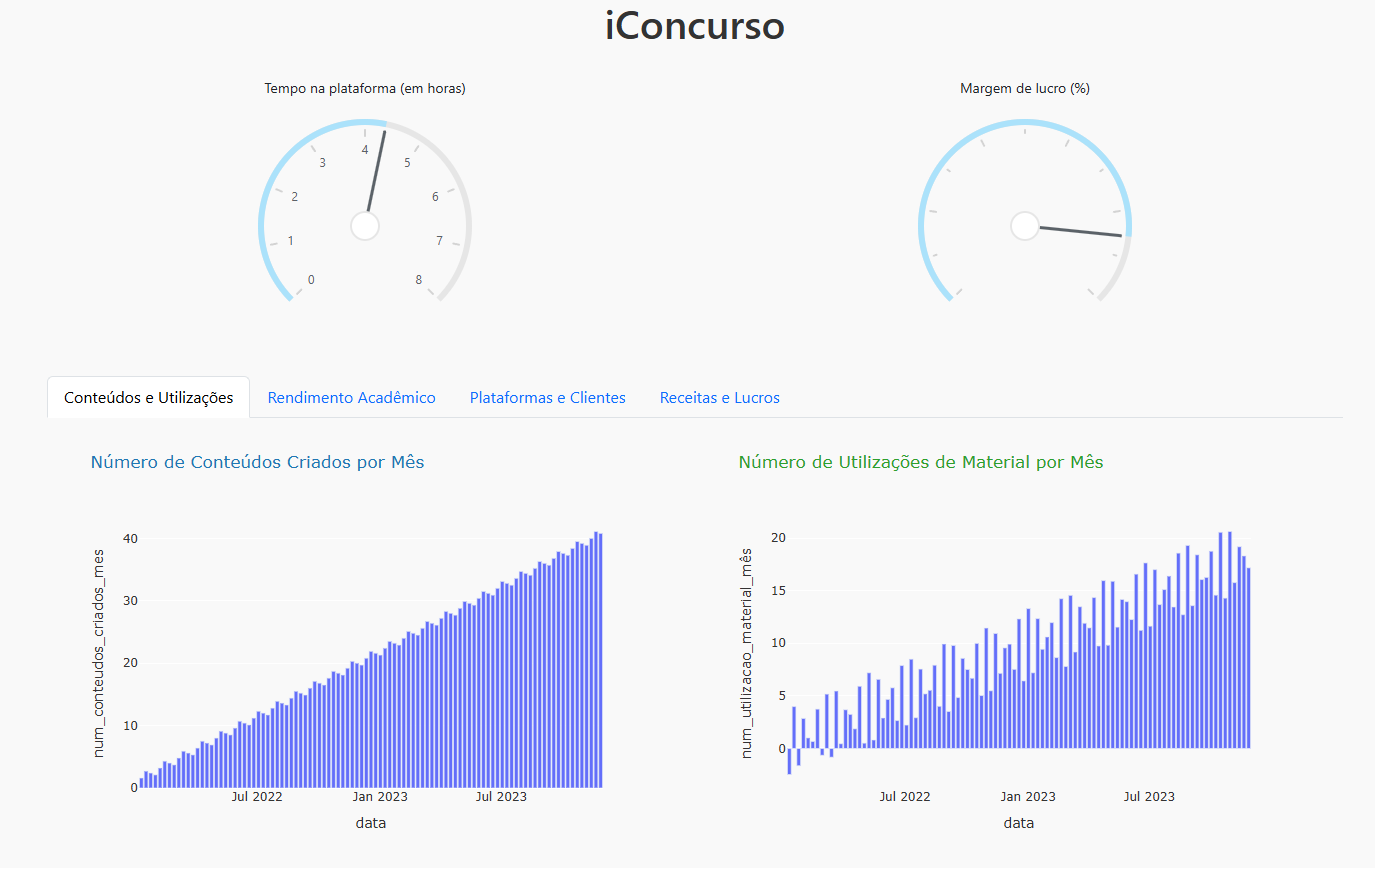 iConcurso
Tempo na plataforma (em horas)
0
1
2
3
4
5
6
7
8
Margem de lucro (%)
Conteúdos e Utilizações
Rendimento Acadêmico
Plataformas e Clientes
Receitas e Lucros
Número de Conteúdos Criados por Mês
num_conteudos_criados_mes
40
30
20
10
0
Jul 2022
Jan 2023
Jul 2023
data
Número de Utilizações de Material por Mês
num_utilizacao_material_mês
20
15
10
5
0
Jul 2022
Jan 2023
Jul 2023
data